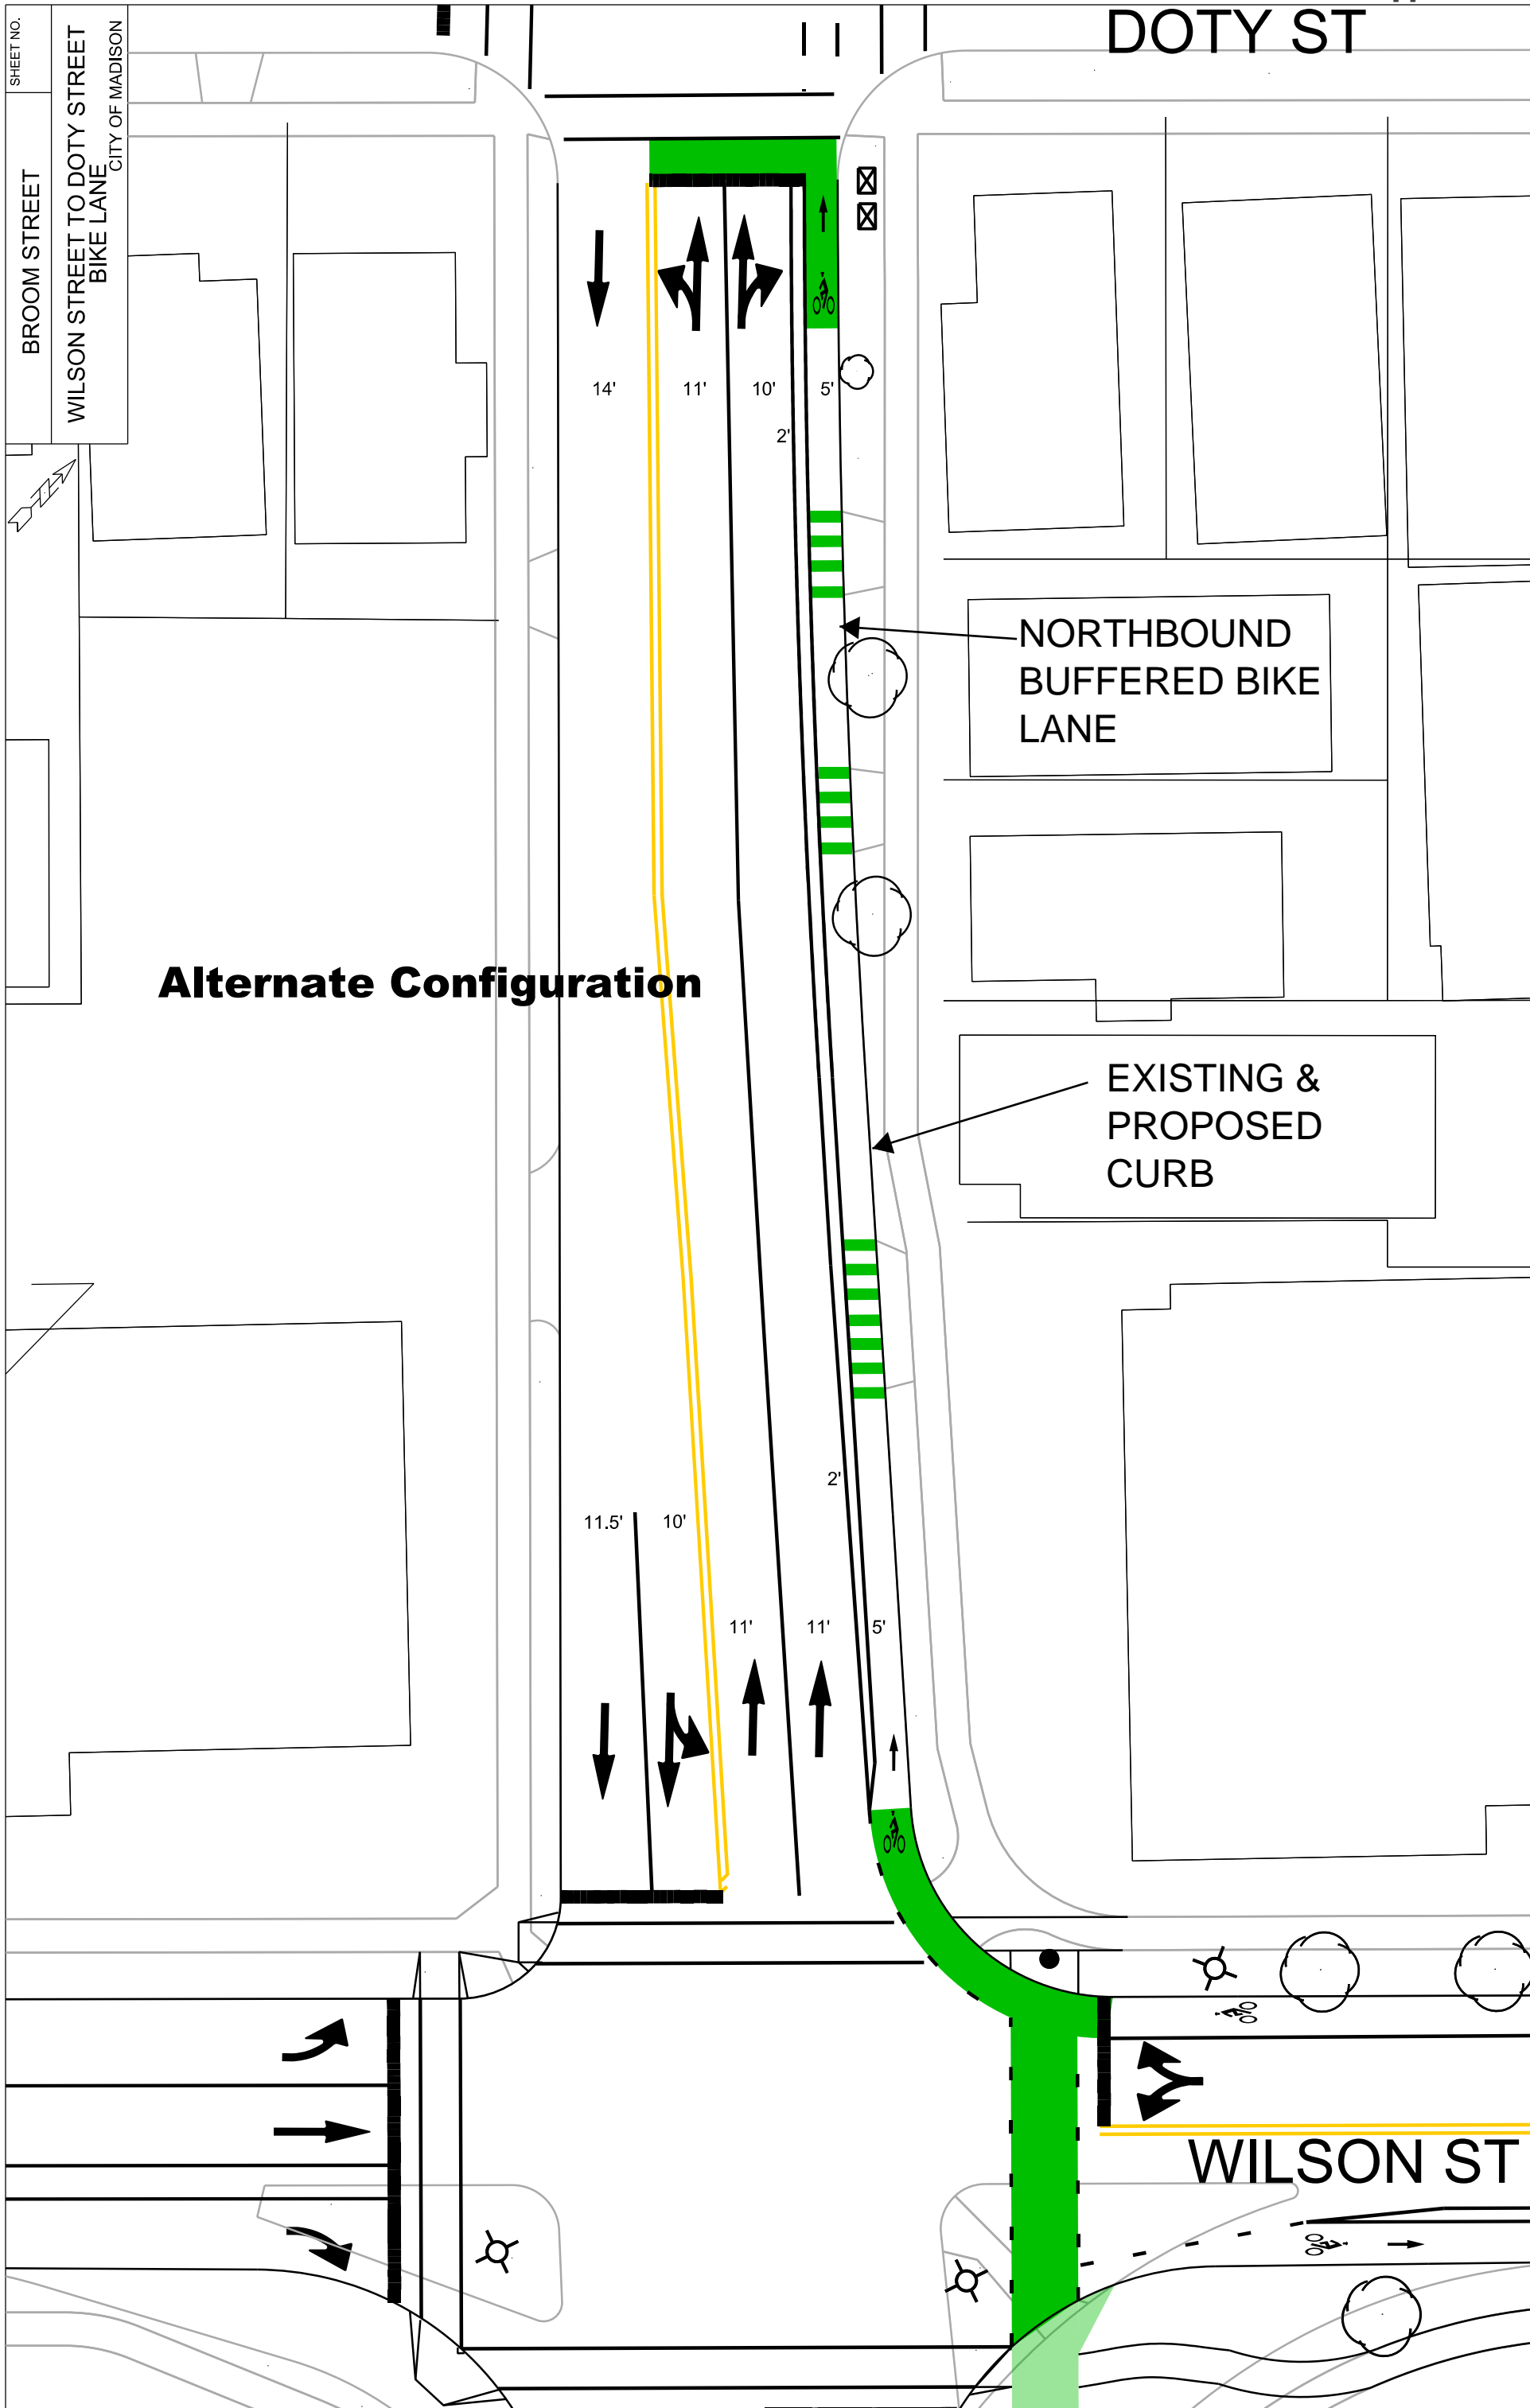 DOTY ST
SHEET NO.
BROOM STREET
WILSON STREET TO DOTY STREET
BIKE LANE
CITY OF MADISON
14'
11'
10'
5'
2'
NORTHBOUND
BUFFERED BIKE
LANE
Alternate Configuration
EXISTING &
PROPOSED
CURB
2'
11.5'
10'
11'
11'
5'
WILSON ST